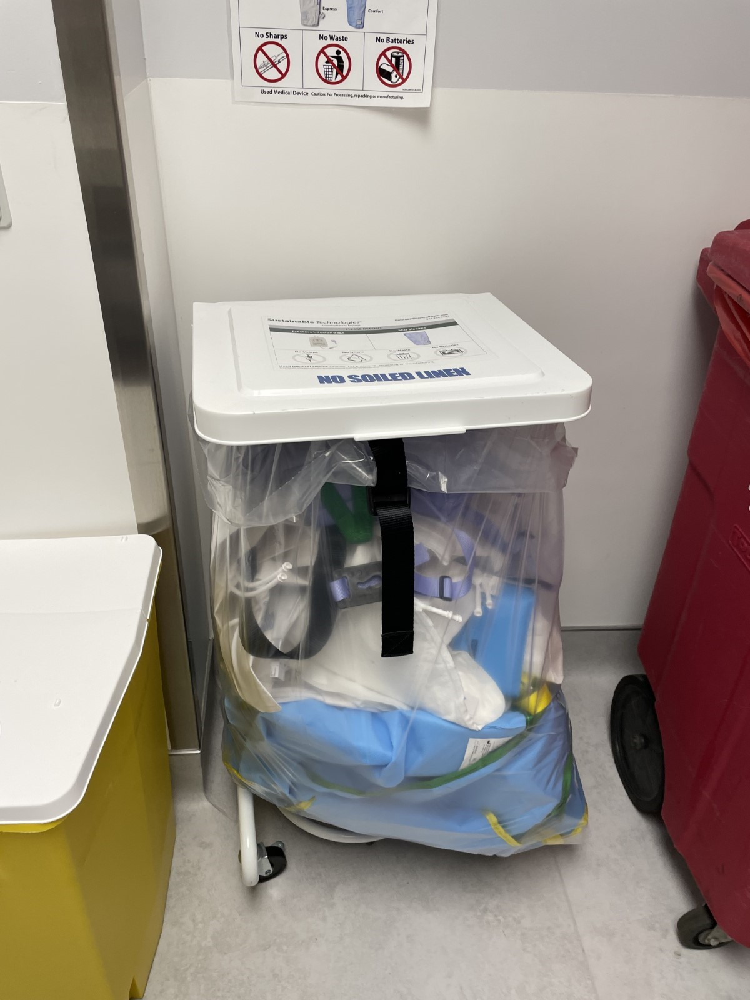 Express
Comfort
No Sharps
No Waste
No Batteries
Used Medical Device Caution: For Processing, repacking or manufacturing.
Sustainable Technologies
PLEASE DEPOSIT
Pressure Infusion Bags
SCD Sleeves
No Sharps
No Linens
No Waste
No Batteries
Used Medical Device Caution: For Processing, repacking or manufacturing.
NO SOILED LINEN